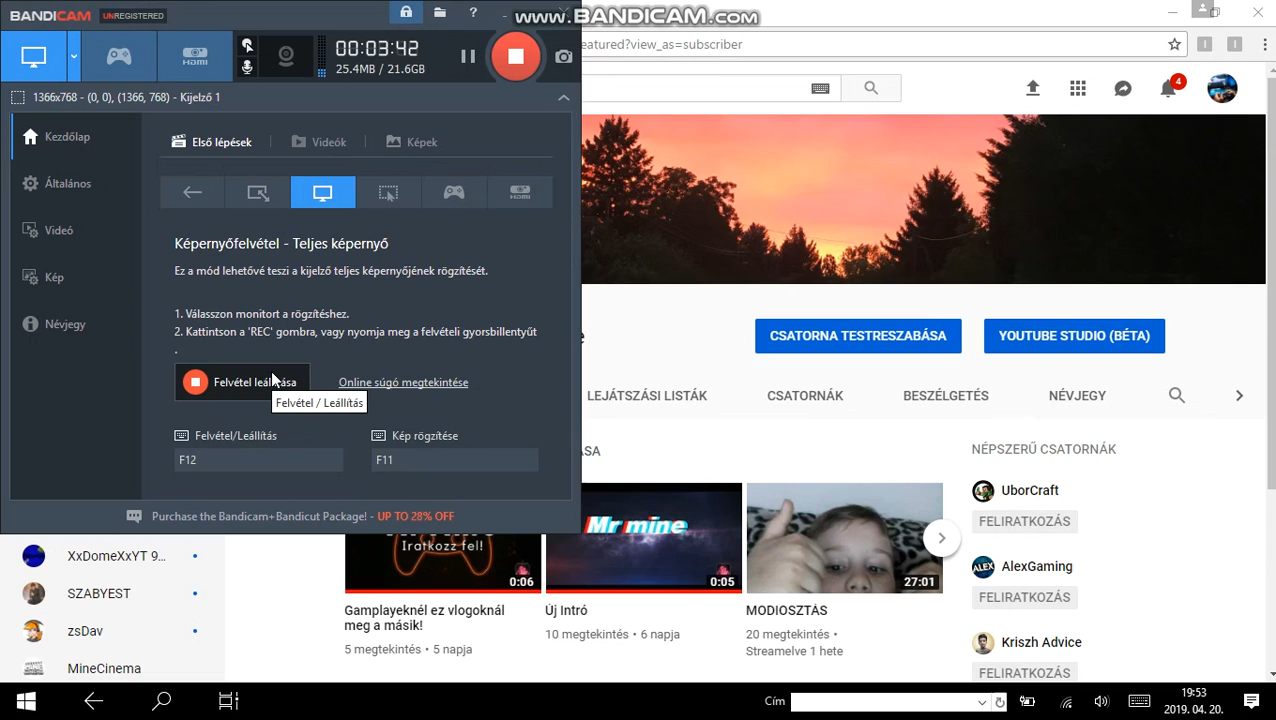 BANDICAM UNREGISTERED
www.BANDICAM.com
00:03:42
25.4MB / 21.6GB
HDMI
featured?view_as=subscriber
1366x768 - (0, 0), (1366, 768) - Kijelző 1
4
Kezdőlap
Általános
Videó
Kép
Névjegy
Első lépések
Videók
Képek
HDMI
Képernyőfelvétel - Teljes képernyő
Ez a mód lehetővé teszi a kijelző teljes képernyőjének rögzítését.
1. Válasszon monitort a rögzítéshez.
2. Kattintson a 'REC' gombra, vagy nyomja meg a felvételi gyorsbillentyűt
.
Felvétel leállítása
Online súgó megtekintése
Felvétel / Leállítás
Felvétel/Leállítás
Kép rögzítése
F12
F11
Purchase the Bandicam+Bandicut Package! - UP TO 28% OFF
CSATORNA TESTRESZABÁSA
YOUTUBE STUDIO (BÉTA)
LEJÁTSZÁSI LISTÁK
CSATORNÁK
BESZÉLGETÉS
NÉVJEGY
NÉPSZERŰ CSATORNÁK
UborCraft
FELIRATKOZÁS
ALEX
AlexGaming
FELIRATKOZÁS
Kriszh Advice
FELIRATKOZÁS
XxDomeXxYT 9...
SZABYEST
zsDav
MineCinema
Iratkozz fel!
0:06
Gamplayeknél ez vlogoknál
meg a másik!
5 megtekintés • 5 napja
Mr mine
0:05
Új Intró
10 megtekintés • 6 napja
27:01
MODIOSZTÁS
20 megtekintés •
Streamelve 1 hete
Cím
19:53
2019. 04. 20.